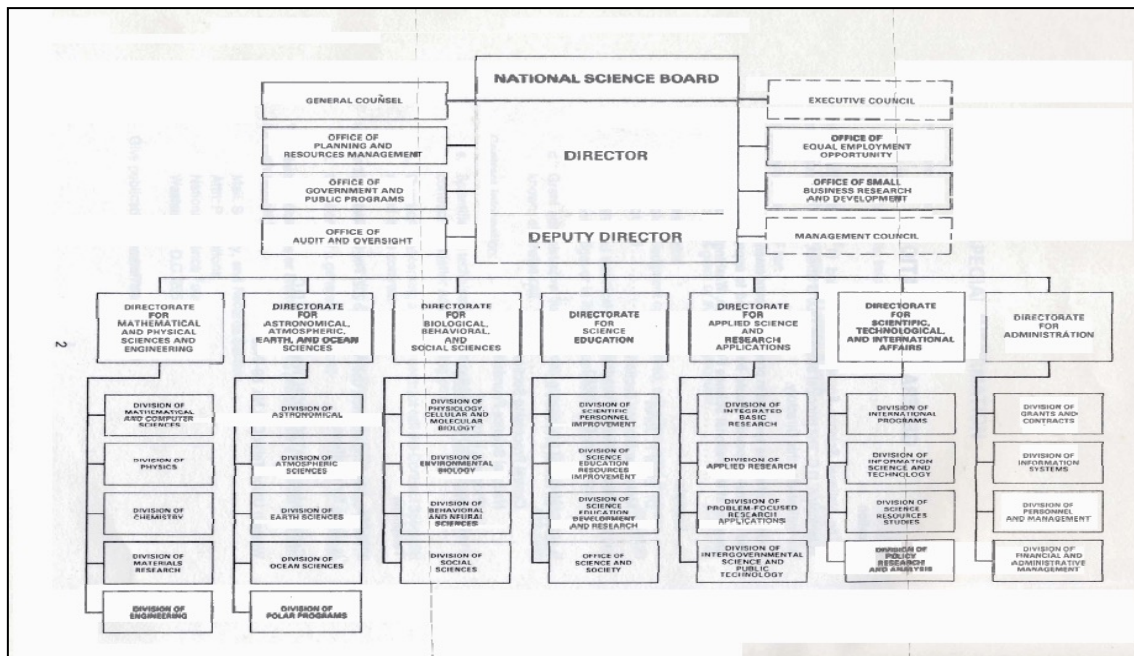 NATIONAL SCIENCE BOARD
DIRECTOR
DEPUTY DIRECTOR
GENERAL COUNSEL
OFFICE OF
PLANNING AND
RESOURCES MANAGEMENT
OFFICE OF
GOVERNMENT AND
PUBLIC PROGRAMS
OFFICE OF
AUDIT AND OVERSIGHT
EXECUTIVE COUNCIL
OFFICE OF
EQUAL EMPLOYMENT
OPPORTUNITY
OFFICE OF SMALL
BUSINESS RESEARCH
AND DEVELOPMENT
MANAGEMENT COUNCIL
DIRECTORATE
FOR
MATHEMATICAL
AND PHYSICAL
SCIENCES AND
ENGINEERING
DIVISION OF
MATHEMATICAL
AND COMPUTER
SCIENCES
DIVISION OF
PHYSICS
DIVISION OF
CHEMISTRY
DIVISION OF
MATERIALS
RESEARCH
DIVISION OF
ENGINEERING
DIRECTORATE
FOR
ASTRONOMICAL,
ATMOSPHERIC,
EARTH, AND OCEAN
SCIENCES
DIVISION OF
ASTRONOMICAL
DIVISION OF
ATMOSPHERIC
SCIENCES
DIVISION OF
EARTH SCIENCES
DIVISION OF
OCEAN SCIENCES
DIVISION OF
POLAR PROGRAMS
DIRECTORATE
FOR
BIOLOGICAL,
BEHAVIORAL,
AND
SOCIAL SCIENCES
DIVISION OF
PHYSIOLOGY,
CELLULAR AND
MOLECULAR
BIOLOGY
DIVISION OF
ENVIRONMENTAL
BIOLOGY
DIVISION OF
BEHAVIORAL
AND NEURAL
SCIENCES
DIVISION OF
SOCIAL
SCIENCES
DIRECTORATE
FOR
SCIENCE
EDUCATION
DIVISION OF
SCIENTIFIC
PERSONNEL
IMPROVEMENT
DIVISION OF
SCIENCE
EDUCATION
RESOURCES
IMPROVEMENT
DIVISION OF
SCIENCE
EDUCATION
DEVELOPMENT
AND RESEARCH
OFFICE OF
SCIENCE AND
SOCIETY
DIRECTORATE
FOR
APPLIED SCIENCE
AND
RESEARCH
APPLICATIONS
DIVISION OF
INTEGRATED
BASIC
RESEARCH
DIVISION OF
APPLIED RESEARCH
DIVISION OF
PROBLEM-FOCUSED
RESEARCH
APPLICATIONS
DIVISION OF
INTERGOVERNMENTAL
SCIENCE AND
PUBLIC
TECHNOLOGY
DIRECTORATE
FOR
SCIENTIFIC,
TECHNOLOGICAL,
AND INTERNATIONAL
AFFAIRS
DIVISION OF
INTERNATIONAL
PROGRAMS
DIVISION OF
INFORMATION
SCIENCE AND
TECHNOLOGY
DIVISION OF
SCIENCE
RESOURCES
STUDIES
DIVISION OF
POLICY
RESEARCH
AND ANALYSIS
DIRECTORATE
FOR
ADMINISTRATION
DIVISION OF
GRANTS AND
CONTRACTS
DIVISION OF
INFORMATION
SYSTEMS
DIVISION OF
PERSONNEL
AND MANAGEMENT
DIVISION OF
FINANCIAL AND
ADMINISTRATIVE
MANAGEMENT
2